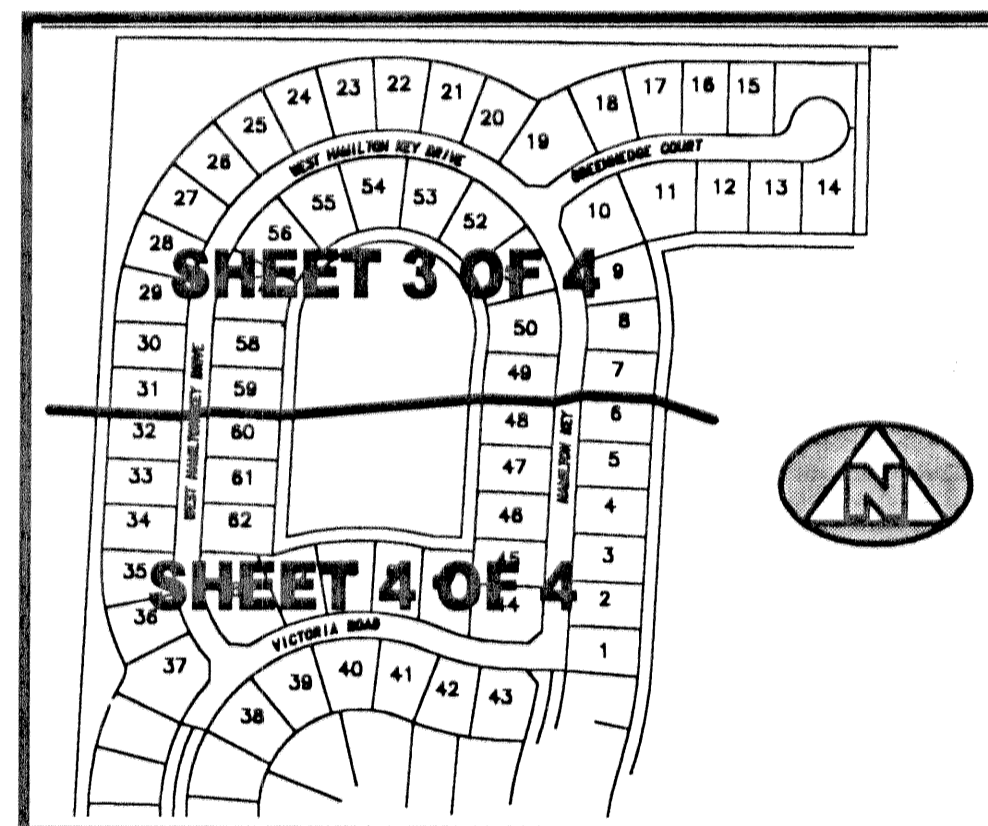 24 23 22 21 20 19 18 17 16 15
25
26
27
28
29
30
31
32
33
34
35
36
37
WEST HAMILTON KEY DRIVE
GREENHEDGE COURT
56 55 54 53 52
10 11 12 13 14
SHEET 3 OF 4
9
8
7
6
5
4
3
2
1
50
49
48
47
46
45
44
58
59
60
61
62
WEST HAMILTON KEY DRIVE
HAMILTON KEY
SHEET 4 OF 4
VICTORIA ROAD
38 39 40 41 42 43
N